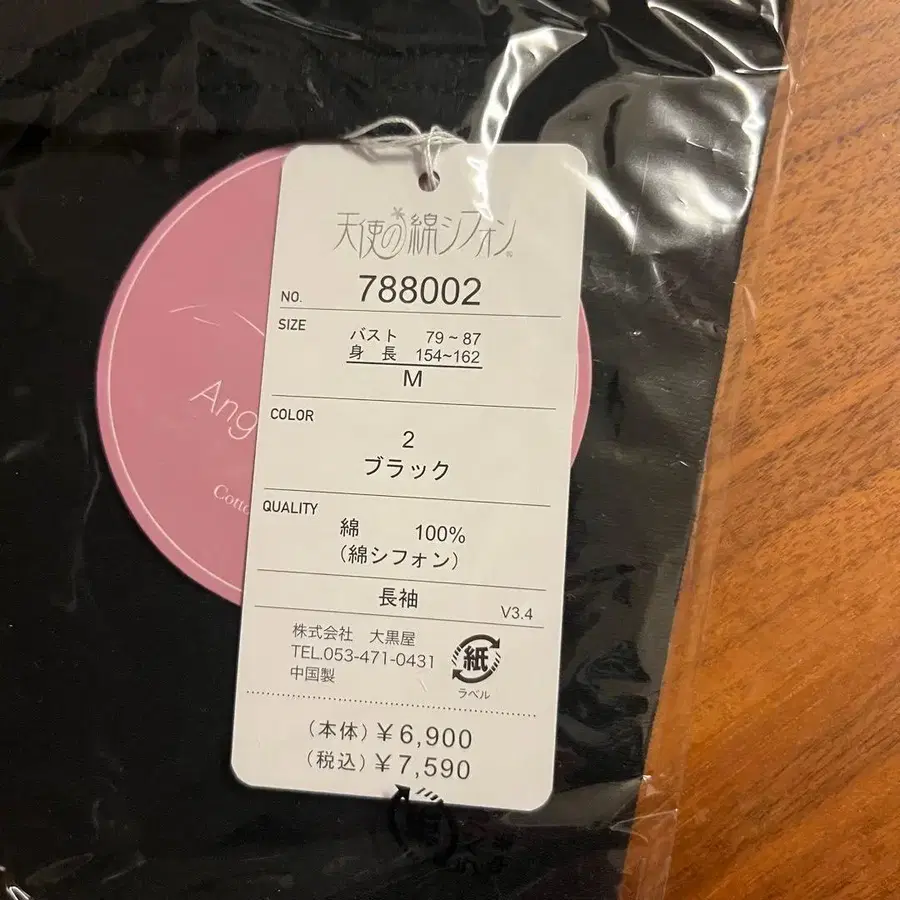 天使の綿シフォン
NO. 788002
SIZE
バスト 79~87
身長 154~162
M
COLOR
2
ブラック
QUALITY
綿 100%
(綿シフォン)
長袖 V3.4
株式会社 大黒屋
TEL.053-471-0431
中国製
紙
ラベル
(本体) ¥6,900
(税込) ¥7,590